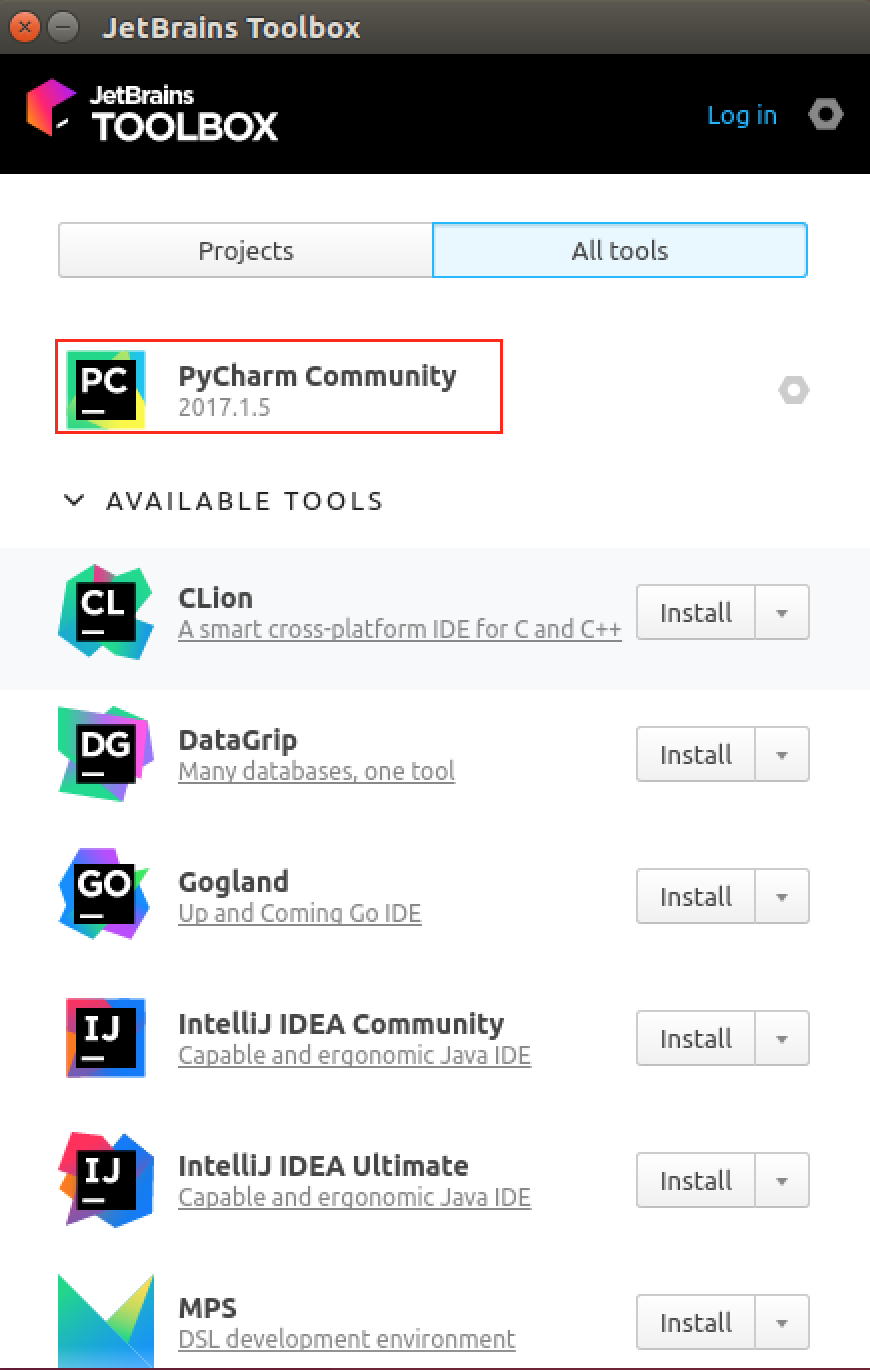 JetBrains Toolbox
JetBrains
TOOLBOX
Log in
Projects
All tools
PC
PyCharm Community
2017.1.5
AVAILABLE TOOLS
CL
CLion
A smart cross-platform IDE for C and C++
Install
DG
DataGrip
Many databases, one tool
Install
GO
Gogland
Up and Coming Go IDE
Install
IJ
IntelliJ IDEA Community
Capable and ergonomic Java IDE
Install
IJ
IntelliJ IDEA Ultimate
Capable and ergonomic Java IDE
Install
MPS
DSL development environment
Install